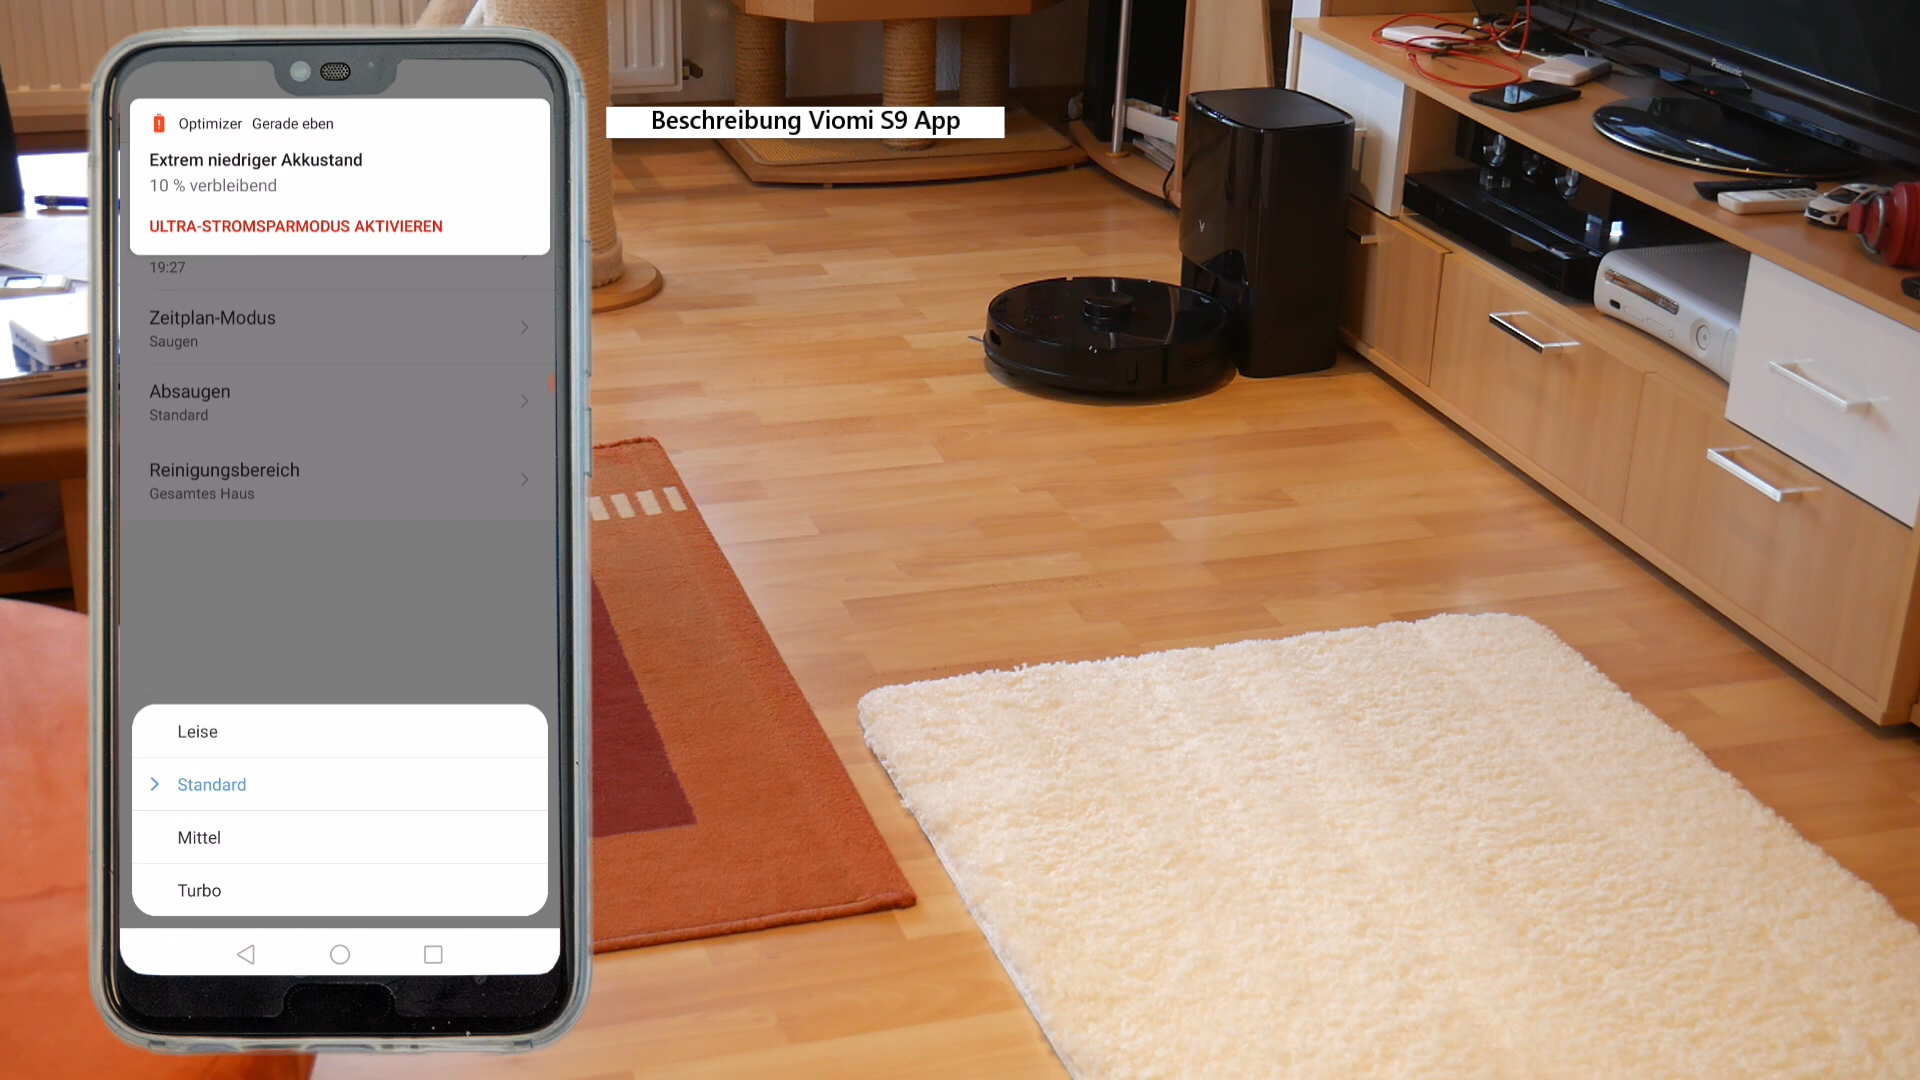 Optimizer Gerade eben
Extrem niedriger Akkustand
10 % verbleibend
ULTRA-STROMSPARMODUS AKTIVIEREN
19:27
Zeitplan-Modus
Saugen
Absaugen
Standard
Reinigungsbereich
Gesamtes Haus
Leise
Standard
Mittel
Turbo
Beschreibung Viomi S9 App
Panasonic